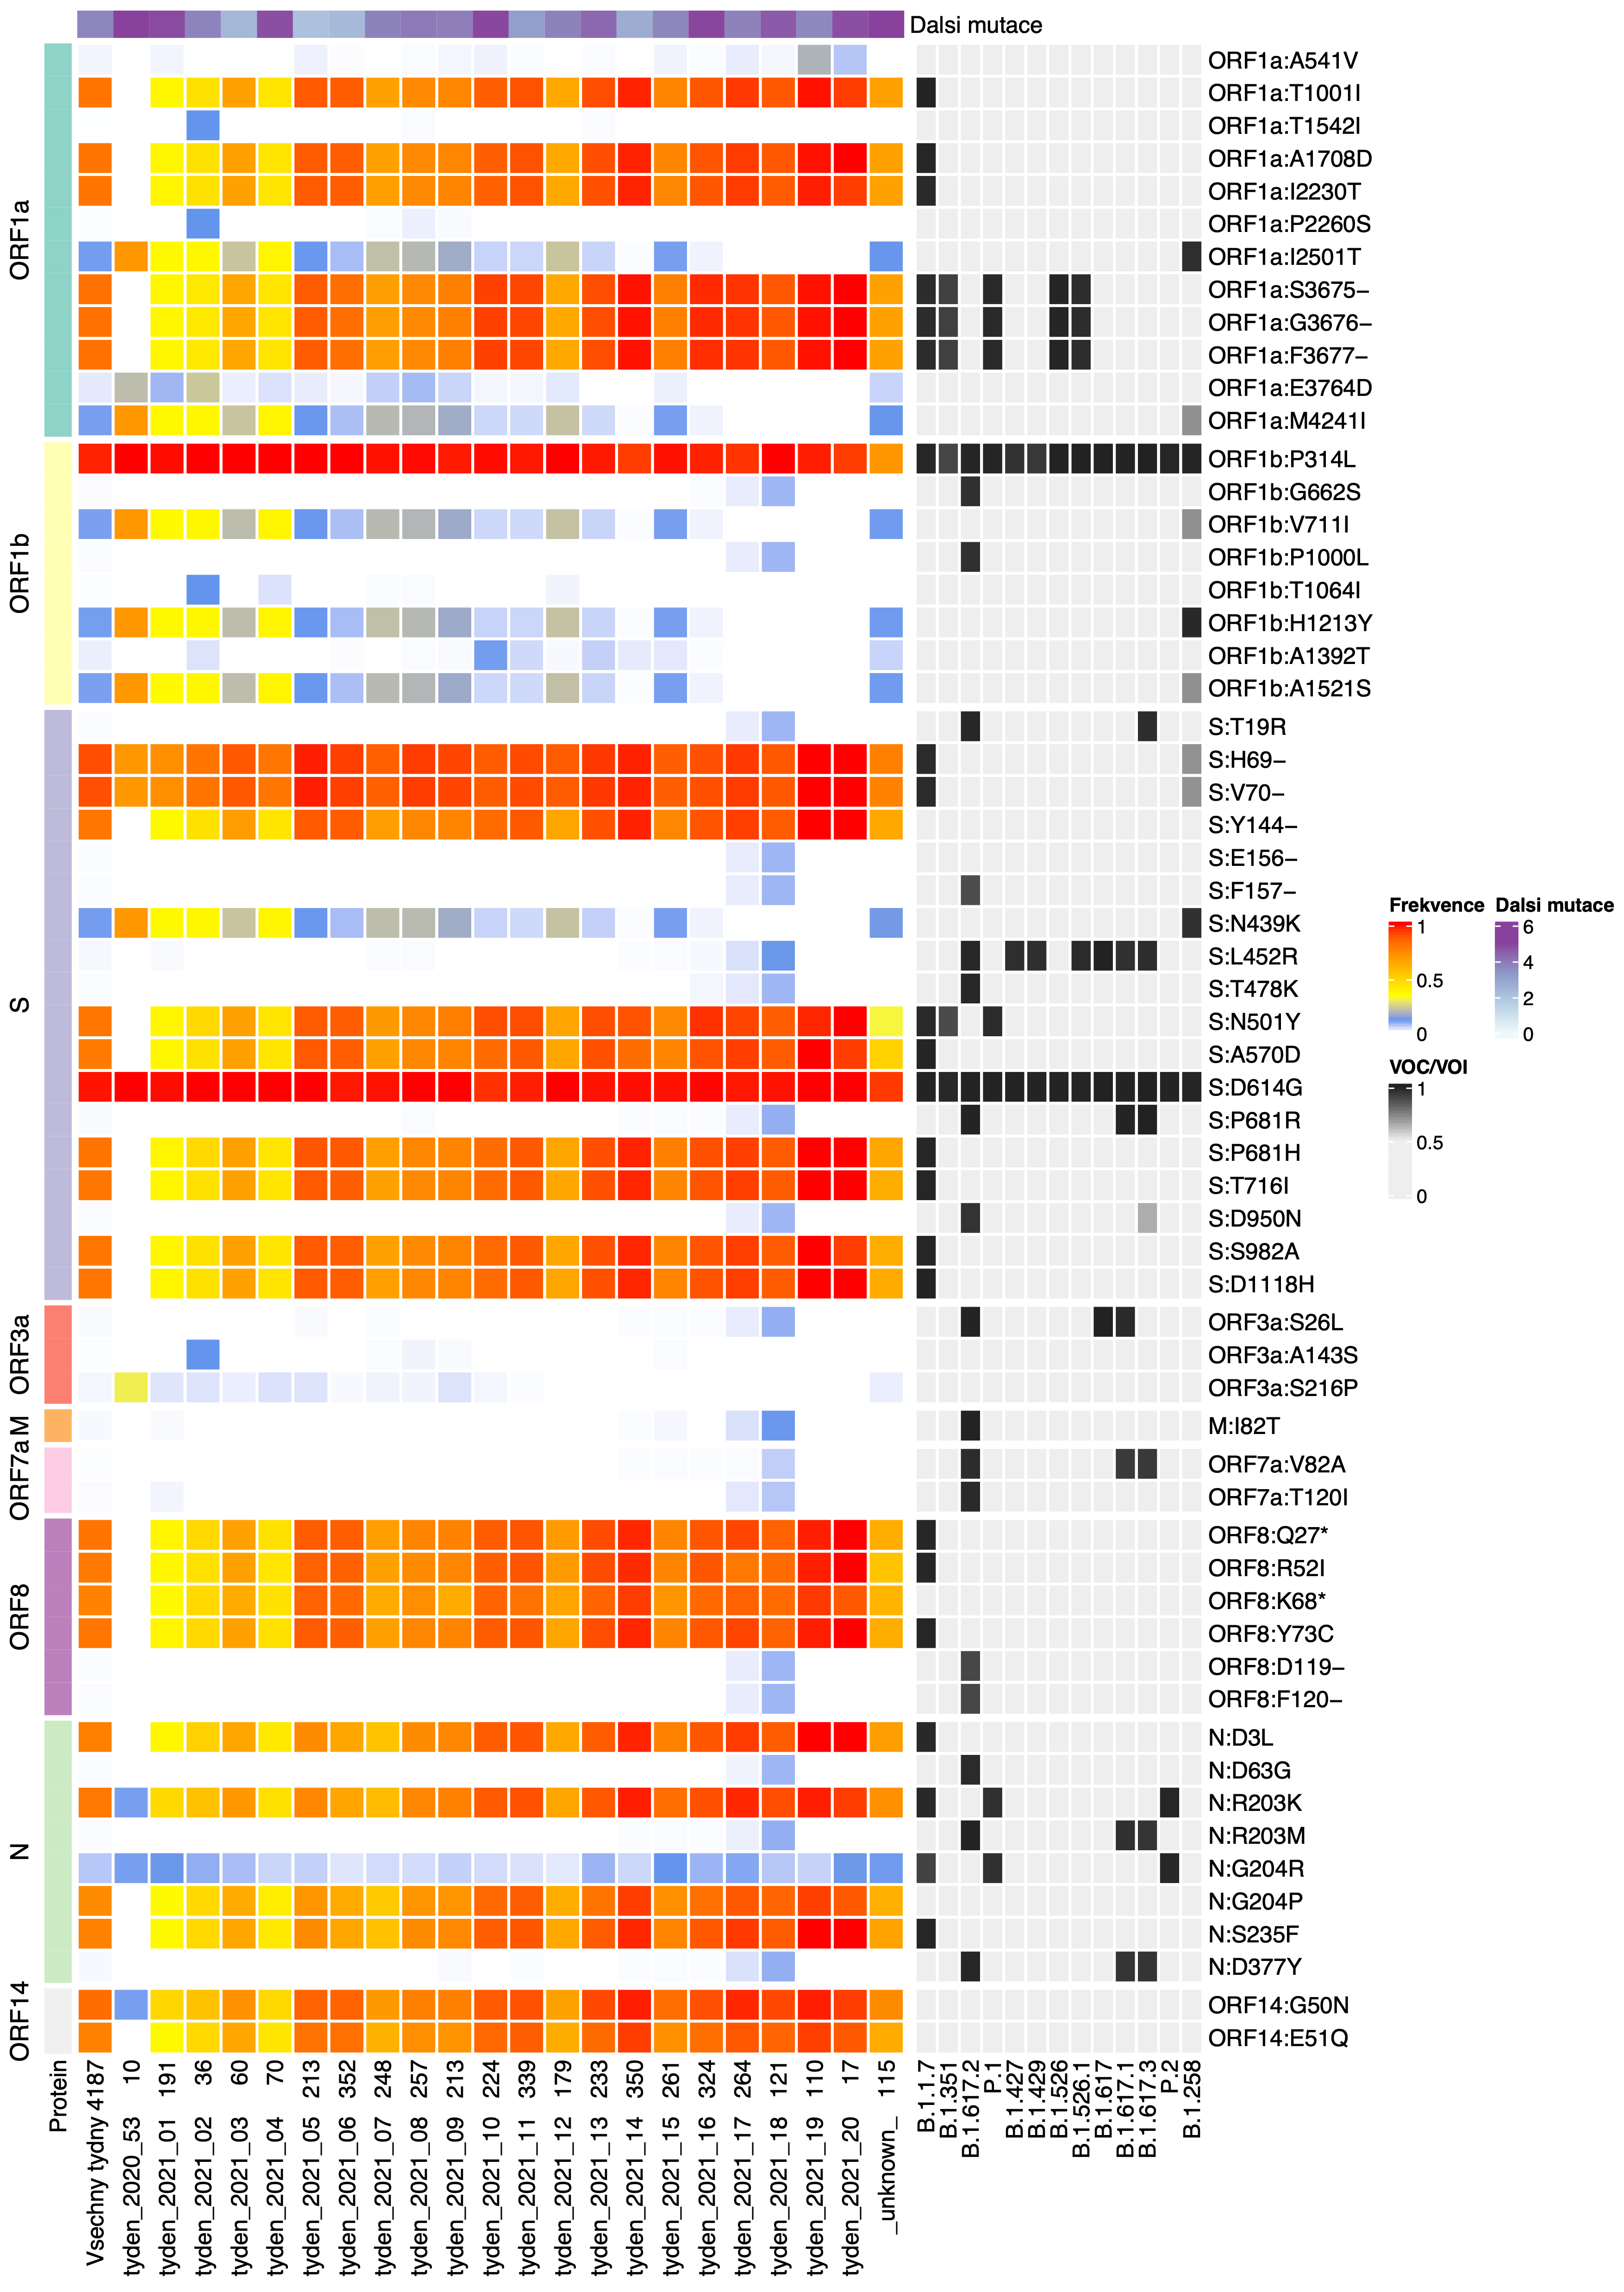 Dalsi mutace
ORF1a
ORF1a:A541V
ORF1a:T1001I
ORF1a:T1542I
ORF1a:A1708D
ORF1a:I2230T
ORF1a:P2260S
ORF1a:I2501T
ORF1a:S3675−
ORF1a:G3676−
ORF1a:F3677−
ORF1a:E3764D
ORF1a:M4241I
ORF1b
ORF1b:P314L
ORF1b:G662S
ORF1b:V711I
ORF1b:P1000L
ORF1b:T1064I
ORF1b:H1213Y
ORF1b:A1392T
ORF1b:A1521S
S
S:T19R
S:H69−
S:V70−
S:Y144−
S:E156−
S:F157−
S:N439K
S:L452R
S:T478K
S:N501Y
S:A570D
S:D614G
S:P681R
S:P681H
S:T716I
S:D950N
S:S982A
S:D1118H
ORF3a
ORF3a:S26L
ORF3a:A143S
ORF3a:S216P
M
M:I82T
ORF7a
ORF7a:V82A
ORF7a:T120I
ORF8
ORF8:Q27*
ORF8:R52I
ORF8:K68*
ORF8:Y73C
ORF8:D119−
ORF8:F120−
N
N:D3L
N:D63G
N:R203K
N:R203M
N:G204R
N:G204P
N:S235F
N:D377Y
ORF14
ORF14:G50N
ORF14:E51Q
Protein
Vsechny tydny 4187
tyden_2020_53 10
tyden_2021_01 191
tyden_2021_02 36
tyden_2021_03 60
tyden_2021_04 70
tyden_2021_05 213
tyden_2021_06 352
tyden_2021_07 248
tyden_2021_08 257
tyden_2021_09 213
tyden_2021_10 224
tyden_2021_11 339
tyden_2021_12 179
tyden_2021_13 233
tyden_2021_14 350
tyden_2021_15 261
tyden_2021_16 324
tyden_2021_17 264
tyden_2021_18 121
tyden_2021_19 110
tyden_2021_20 17
_unknown_ 115
B.1.1.7
B.1.351
B.1.617.2
P.1
B.1.427
B.1.429
B.1.526
B.1.526.1
B.1.617
B.1.617.1
B.1.617.3
P.2
B.1.258
Frekvence
1
0.5
0
Dalsi mutace
6
4
2
0
VOC/VOI
1
0.5
0